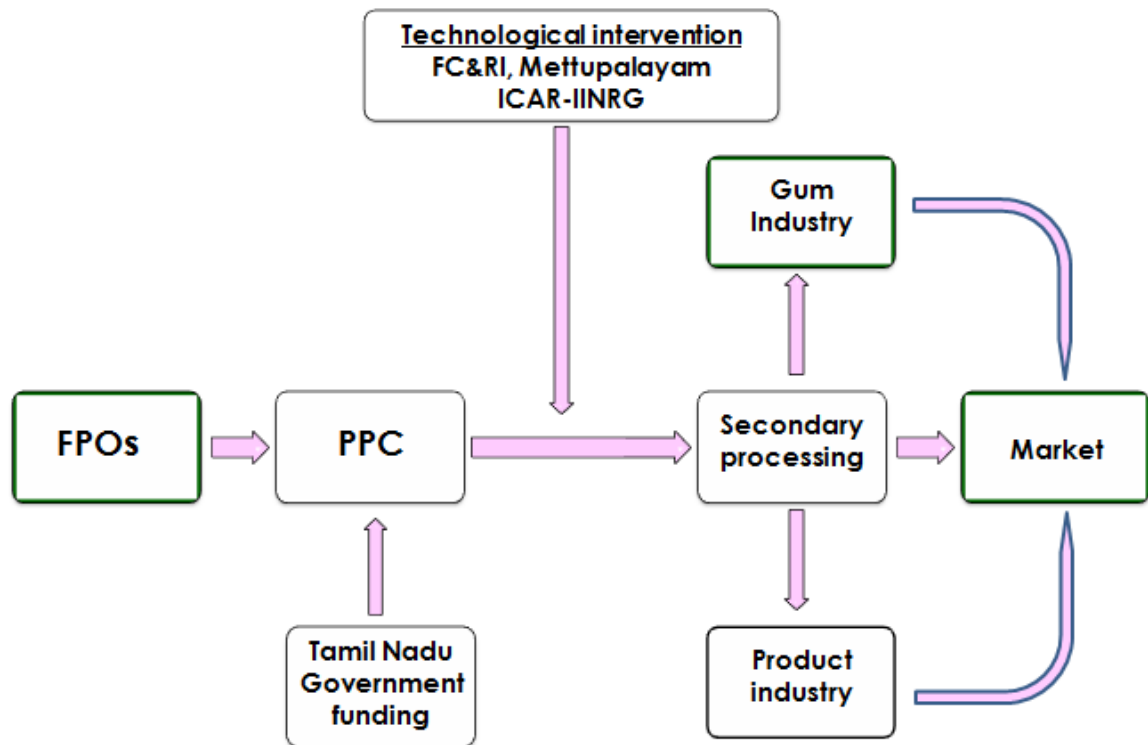 Technological intervention
FC&RI, Mettupalayam
ICAR-IINRG
Gum
Industry
FPOs
PPC
Secondary
processing
Market
Tamil Nadu
Government
funding
Product
industry